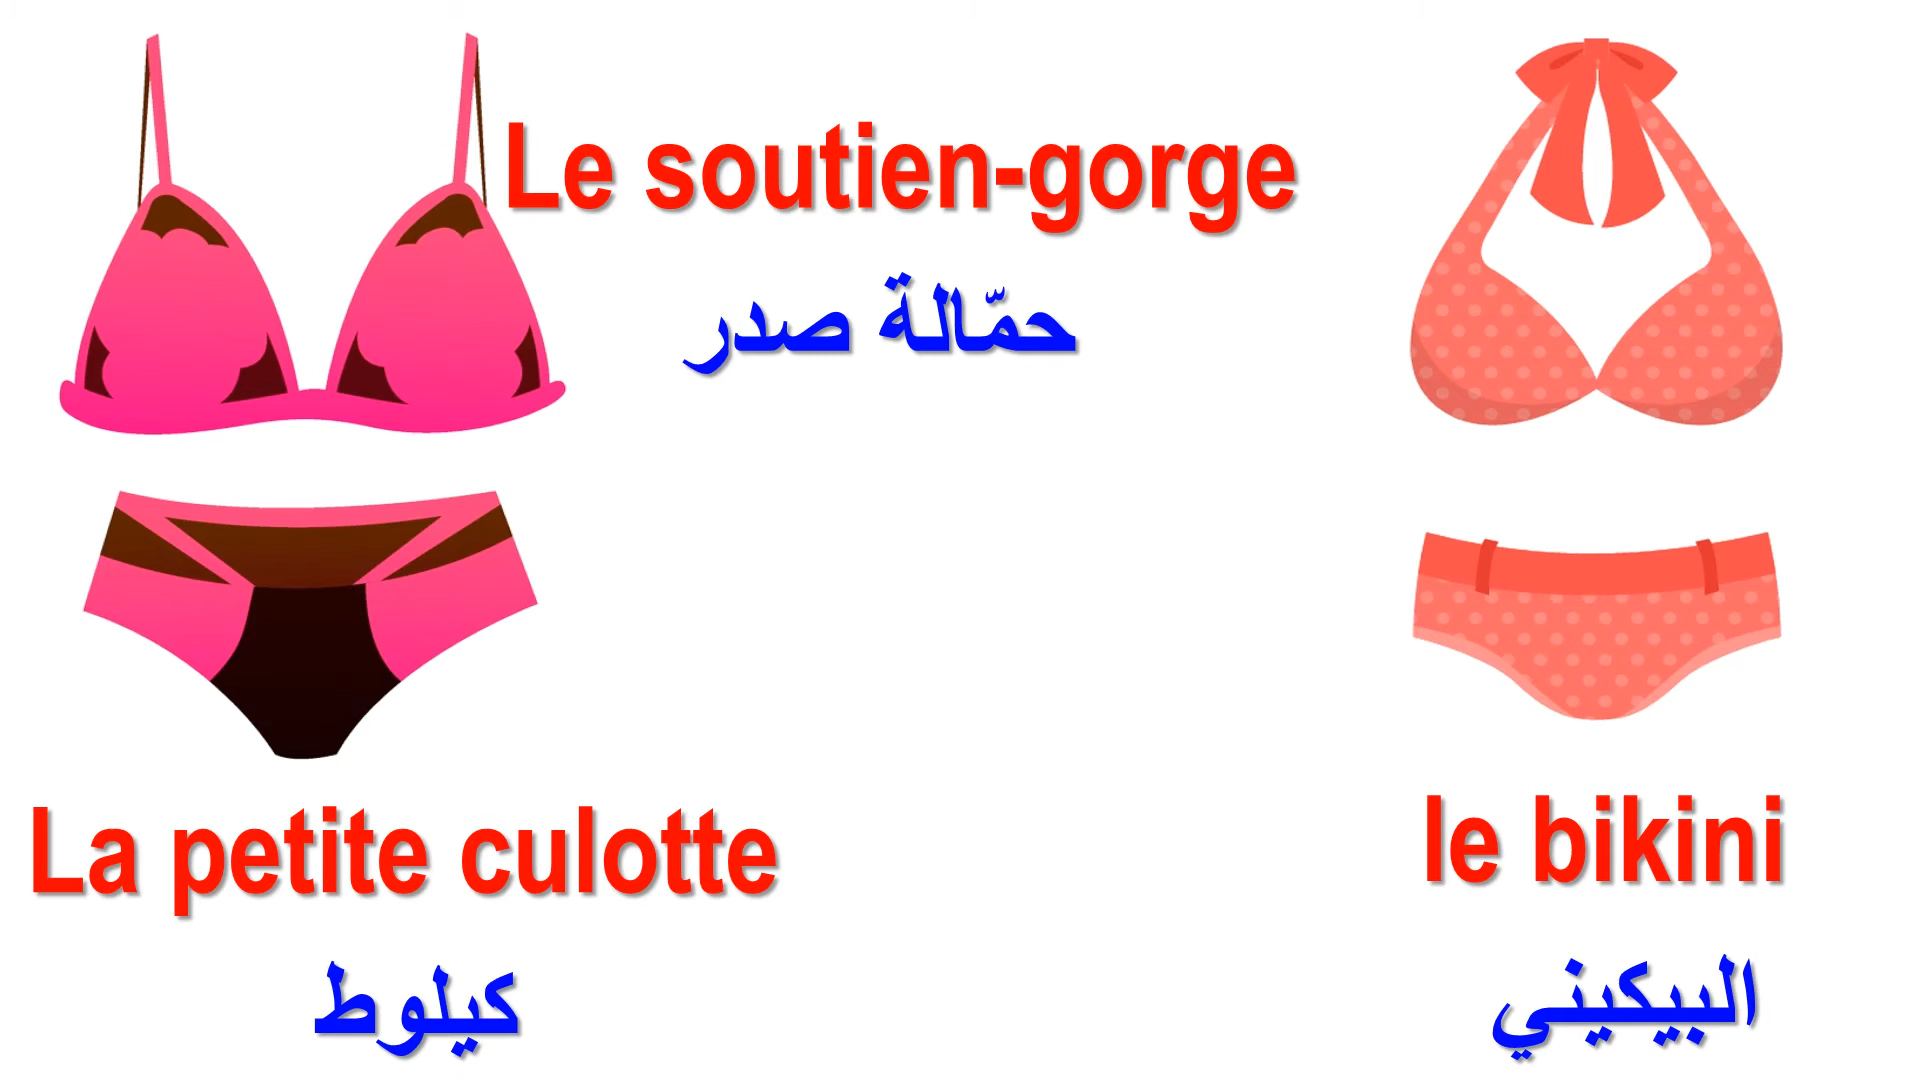 Le soutien-gorge
حمّالة صدر
La petite culotte
كيلوط
le bikini
البيكيني